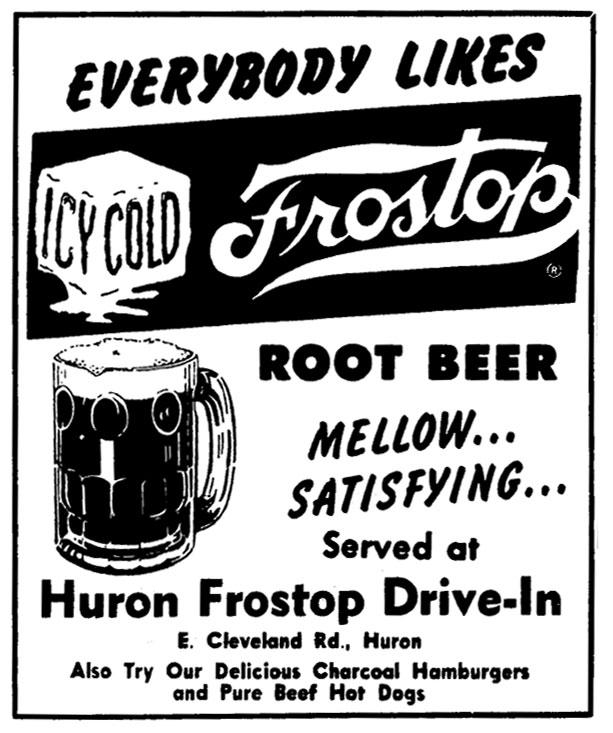 EVERYBODY LIKES
ICY COLD
Frostop
®
ROOT BEER
MELLOW...
SATISFYING...
Served at
Huron Frostop Drive-In
E. Cleveland Rd., Huron
Also Try Our Delicious Charcoal Hamburgers
and Pure Beef Hot Dogs